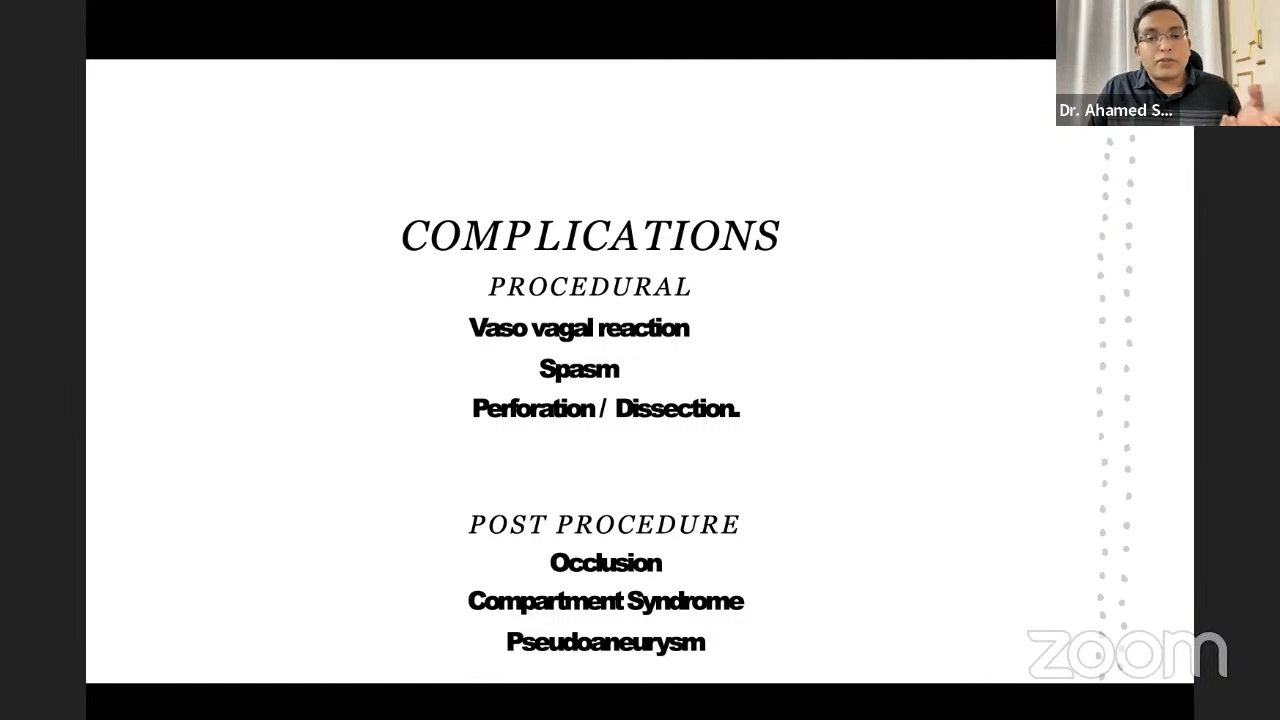 Dr. Ahamed S...
COMPLICATIONS
PROCEDURAL
Vaso vagal reaction
Spasm
Perforation / Dissection.
POST PROCEDURE
Occlusion
Compartment Syndrome
Pseudoaneurysm
zoom